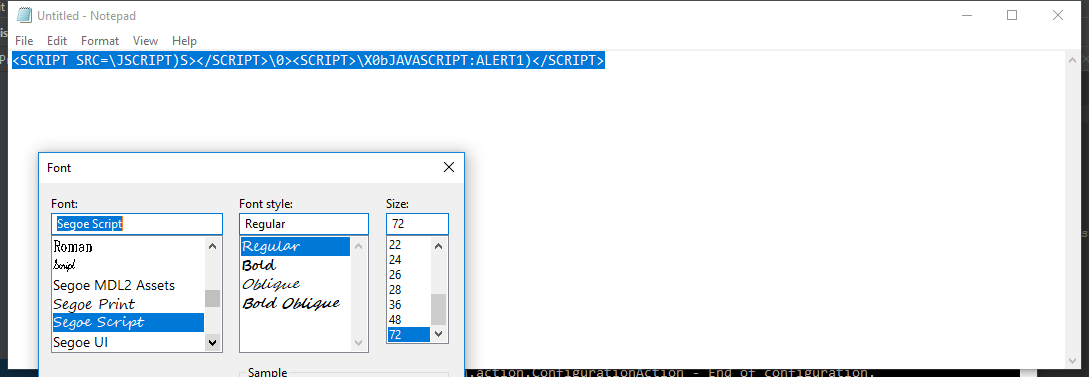 Untitled - Notepad
File Edit Format View Help
<SCRIPT SRC=\JSCRIPT)S></SCRIPT>\0><SCRIPT>\X0bJAVASCRIPT:ALERT1)</SCRIPT>
Font
Font: Font style: Size:
Segoe Script Regular 72
Roman
Script
Segoe MDL2 Assets
Segoe Print
Segoe Script
Segoe UI
Regular
Bold
Oblique
Bold Oblique
22
24
26
28
36
48
72
Sample
.action.ConfigurationAction - End of configuration.